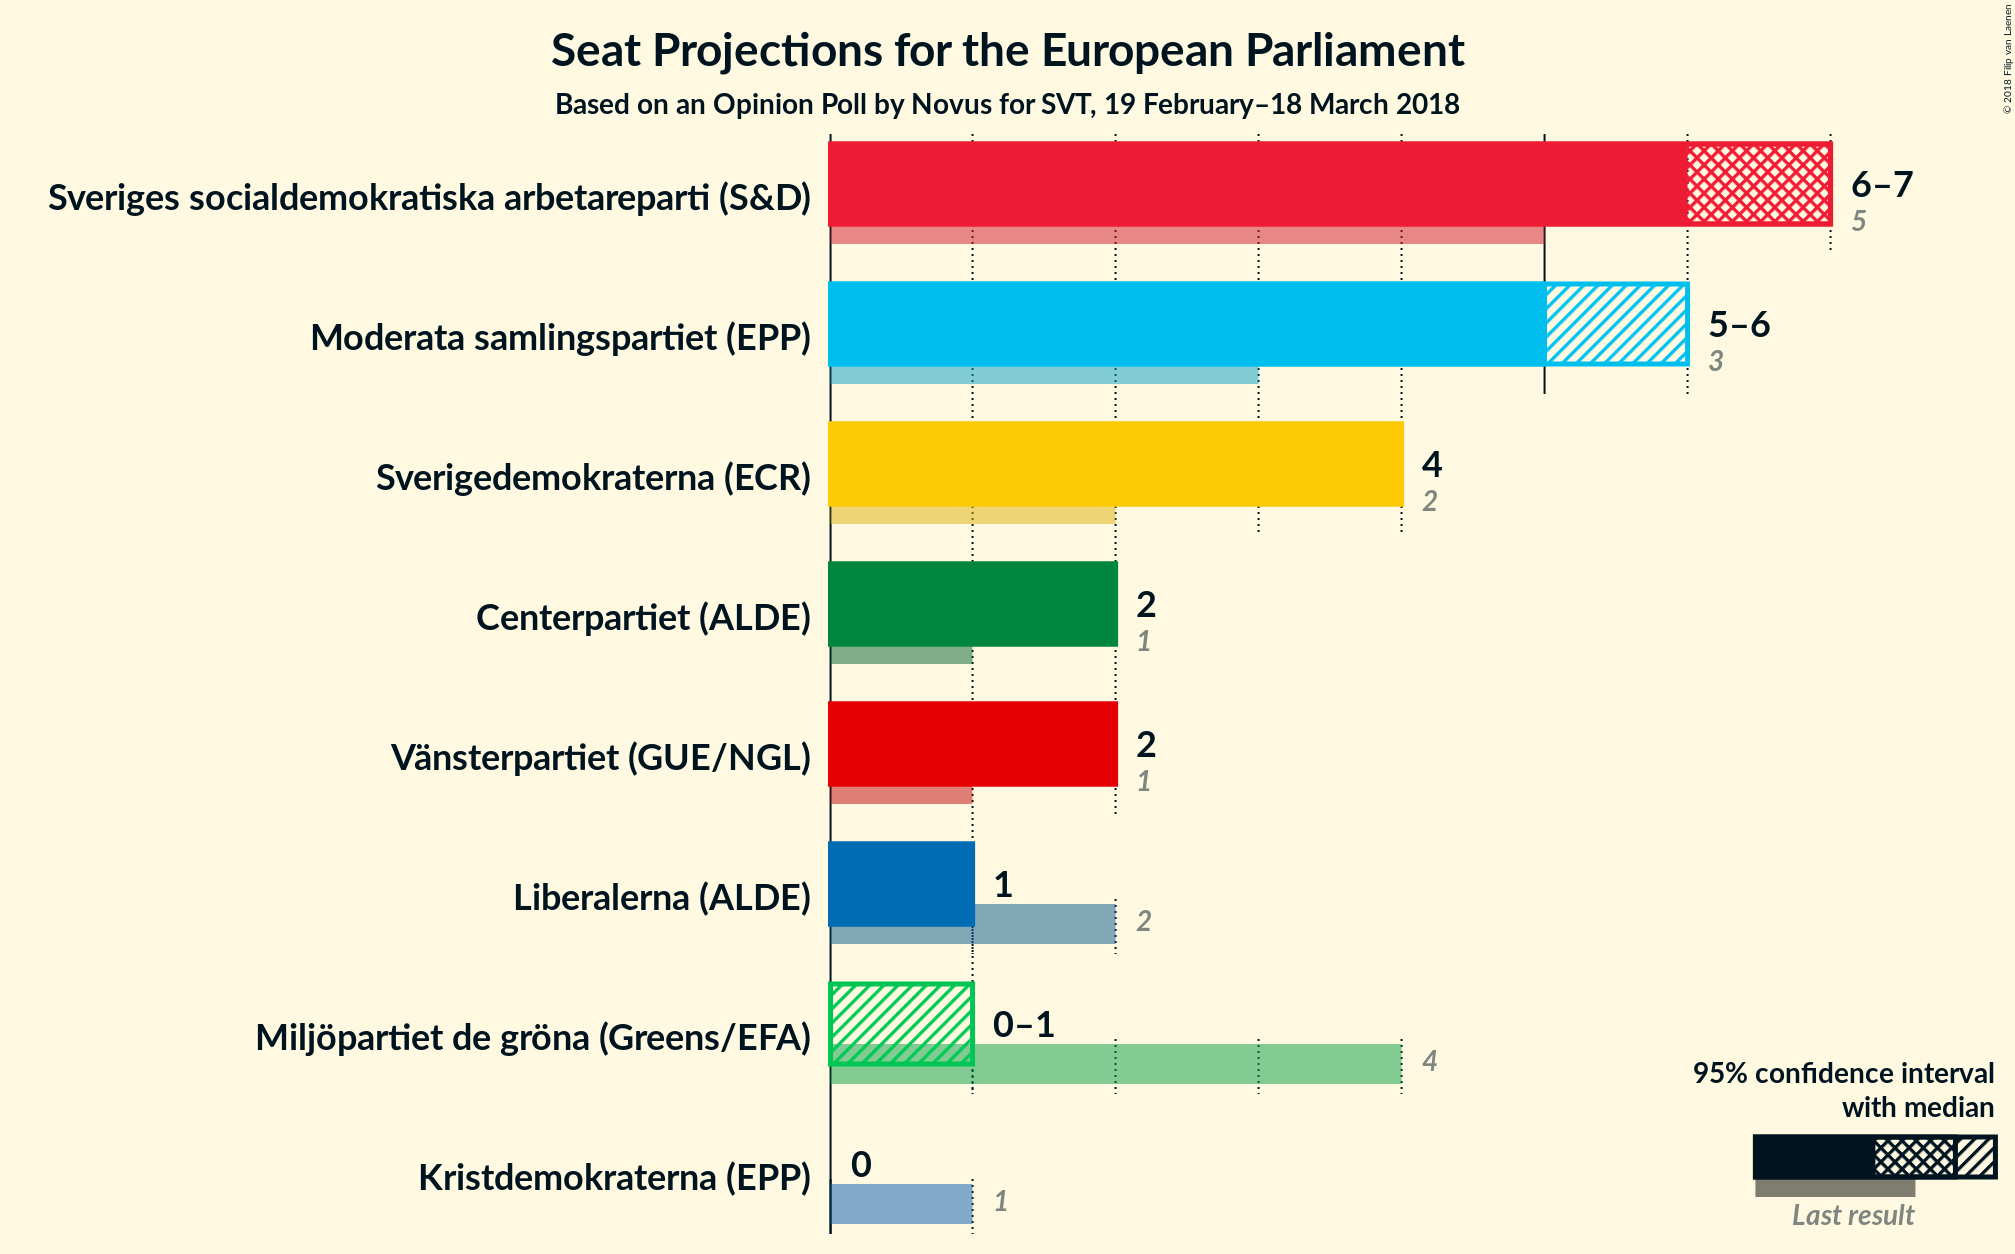 Seat Projections for the European Parliament
Based on an Opinion Poll by Novus for SVT, 19 February–18 March 2018
© 2018 Filip van Laenen
Sveriges socialdemokratiska arbetareparti (S&D)
6–7
5
Moderata samlingspartiet (EPP)
5–6
3
Sverigedemokraterna (ECR)
4
2
Centerpartiet (ALDE)
2
1
Vänsterpartiet (GUE/NGL)
2
1
Liberalerna (ALDE)
1
2
Miljöpartiet de gröna (Greens/EFA)
0–1
4
Kristdemokraterna (EPP)
0
1
95% confidence interval
with median
Last result